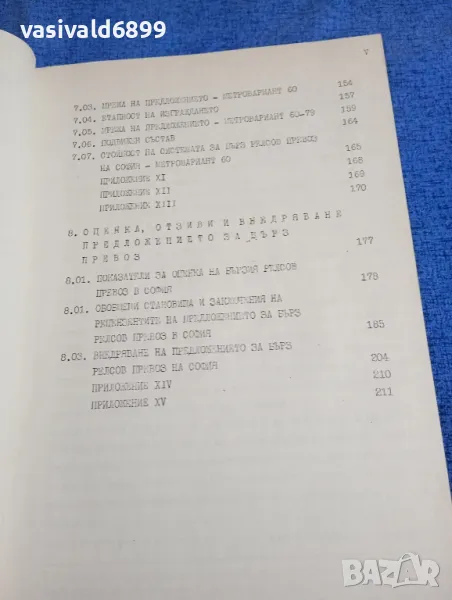 vasivald6899
V
7.03. МРЕЖА НА ПРЕДЛОЖЕНИЕТО - МЕТРОВАРИАНТ 60 154
7.04. ЕТАПНОСТ НА ИЗГРАЖДАНЕТО 157
7.05. МРЕЖА НА ПРЕДЛОЖЕНИЕТО - МЕТРОВАРИАНТ 60-79 159
7.06. ПОДВИЖЕН СЪСТАВ 164
7.07. СТОЙНОСТ НА СИСТЕМАТА ЗА БЪРЗ РЕЛСОВ ПРЕВОЗ
НА СОФИЯ - МЕТРОВАРИАНТ 60 165
ПРИЛОЖЕНИЕ XI 168
ПРИЛОЖЕНИЕ XII 169
ПРИЛОЖЕНИЕ XIII 170
8. ОЦЕНКА, ОТЗИВИ И ВНЕДРЯВАНЕ
ПРЕДЛОЖЕНИЕТО ЗА БЪРЗ
ПРЕВОЗ 177
8.01. ПОКАЗАТЕЛИ ЗА ОЦЕНКА НА БЪРЗИЯ РЕЛСОВ
ПРЕВОЗ В СОФИЯ 178
8.01. ОБОБЩЕНИ СТАНОВИЩА И ЗАКЛЮЧЕНИЯ НА
РЕЦЕНЗЕНТИТЕ НА ПРЕДЛОЖЕНИЕТО ЗА БЪРЗ
РЕЛСОВ ПРЕВОЗ В СОФИЯ 185
8.03. ВНЕДРЯВАНЕ НА ПРЕДЛОЖЕНИЕТО ЗА БЪРЗ
РЕЛСОВ ПРЕВОЗ НА СОФИЯ 204
ПРИЛОЖЕНИЕ XIV 210
ПРИЛОЖЕНИЕ XV 211
BAZAR